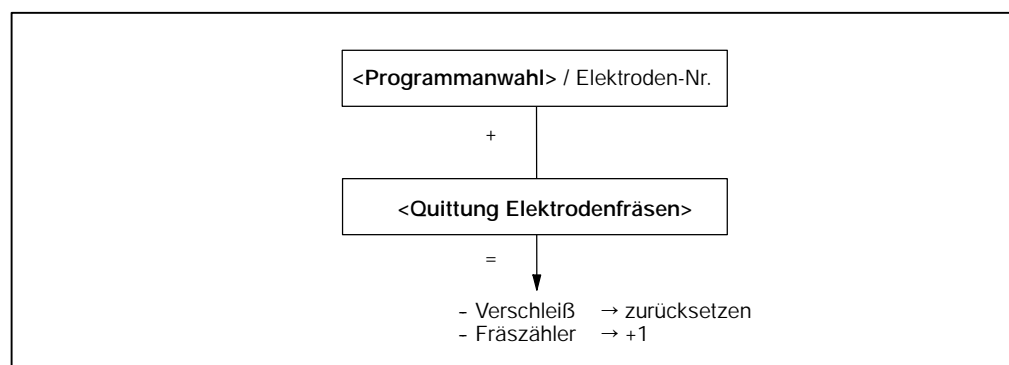 <Programmanwahl> / Elektroden-Nr.
+
<Quittung Elektrodenfräsen>
=
- Verschleiß → zurücksetzen
- Fräszähler → +1